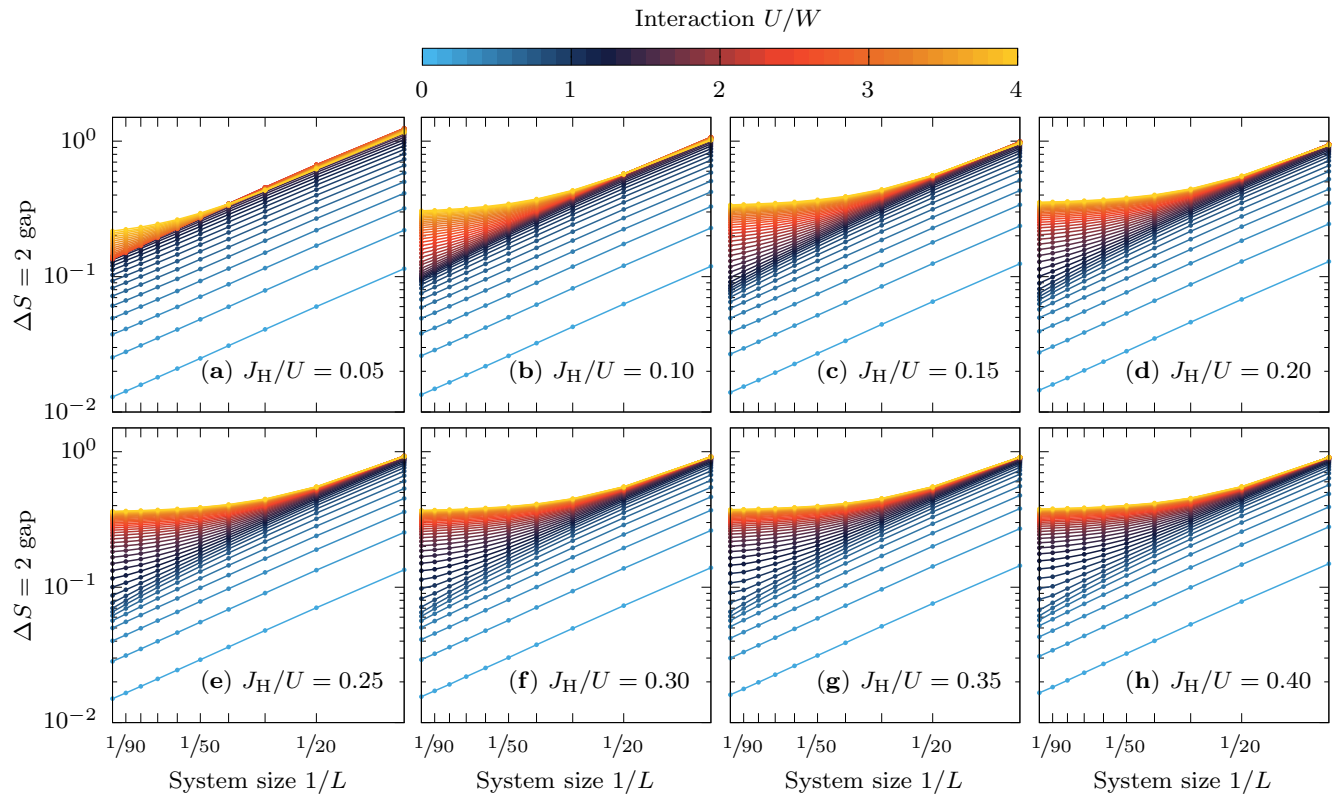 Interaction U/W
0 1 2 3 4
10⁰
10⁻¹
10⁻²
ΔS = 2 gap
(a) J_H/U = 0.05
(b) J_H/U = 0.10
(c) J_H/U = 0.15
(d) J_H/U = 0.20
10⁰
10⁻¹
10⁻²
ΔS = 2 gap
(e) J_H/U = 0.25
(f) J_H/U = 0.30
(g) J_H/U = 0.35
(h) J_H/U = 0.40
1/90 1/50 1/20 1/90 1/50 1/20 1/90 1/50 1/20 1/90 1/50 1/20
System size 1/L System size 1/L System size 1/L System size 1/L